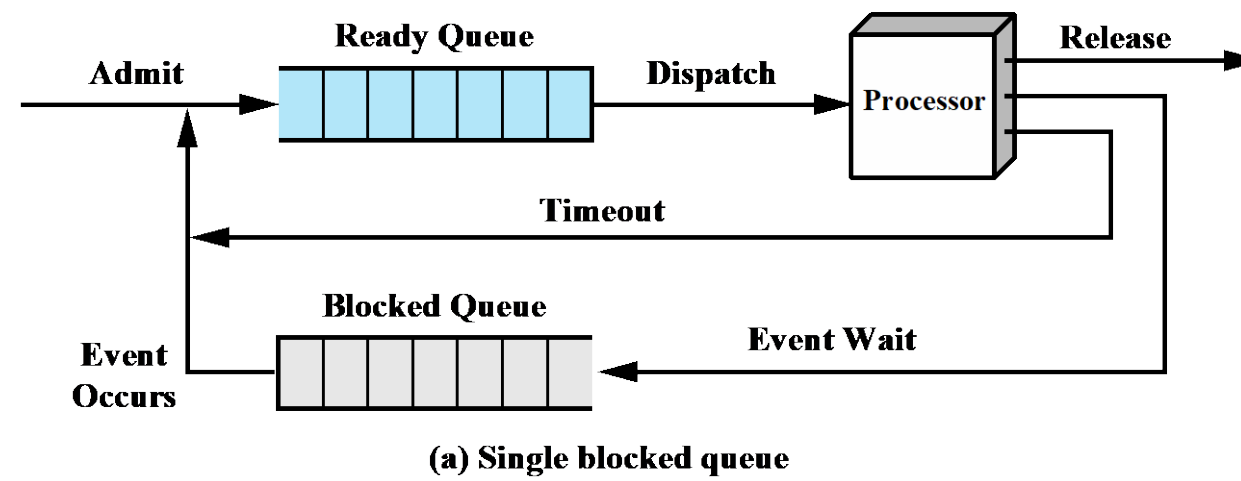 Ready Queue
Release
Admit
Dispatch
Processor
Timeout
Blocked Queue
Event Wait
Event
Occurs
(a) Single blocked queue